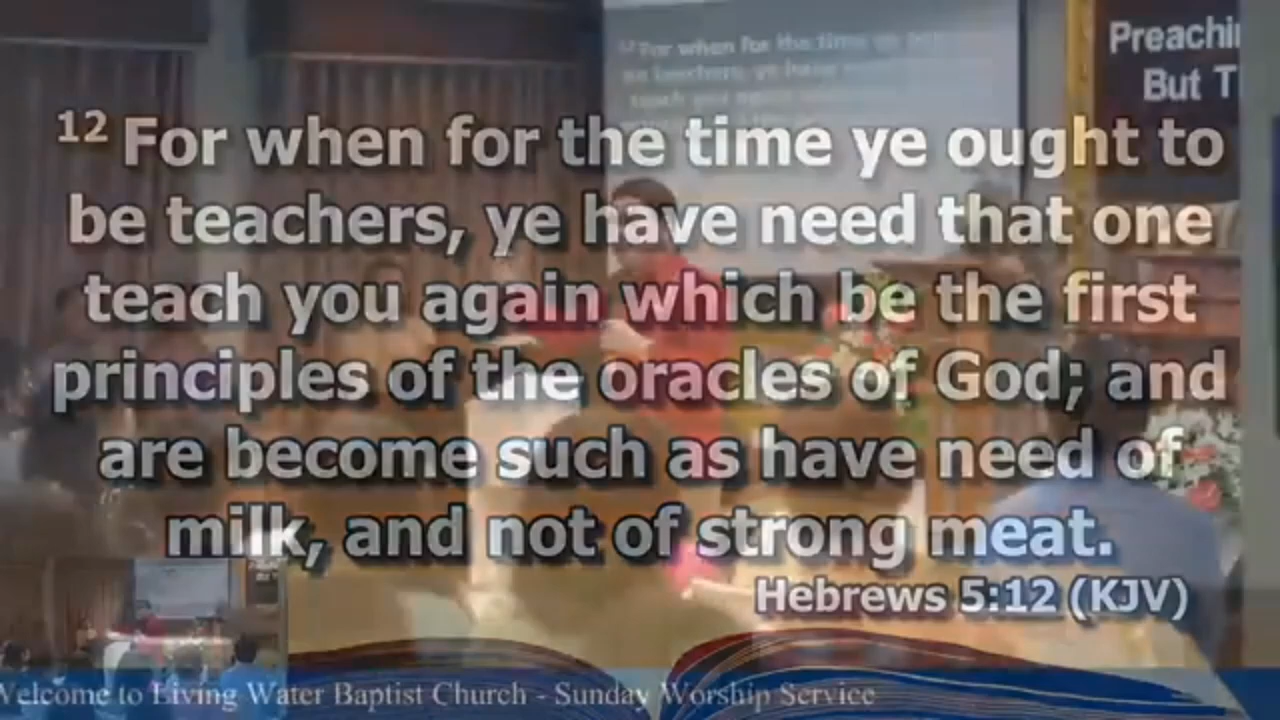 Preachi
But T
12 For when for the time ye ought to
be teachers, ye have need that one
teach you again which be the first
principles of the oracles of God; and
are become such as have need of
milk, and not of strong meat.
Hebrews 5:12 (KJV)
Welcome to Living Water Baptist Church - Sunday Worship Service